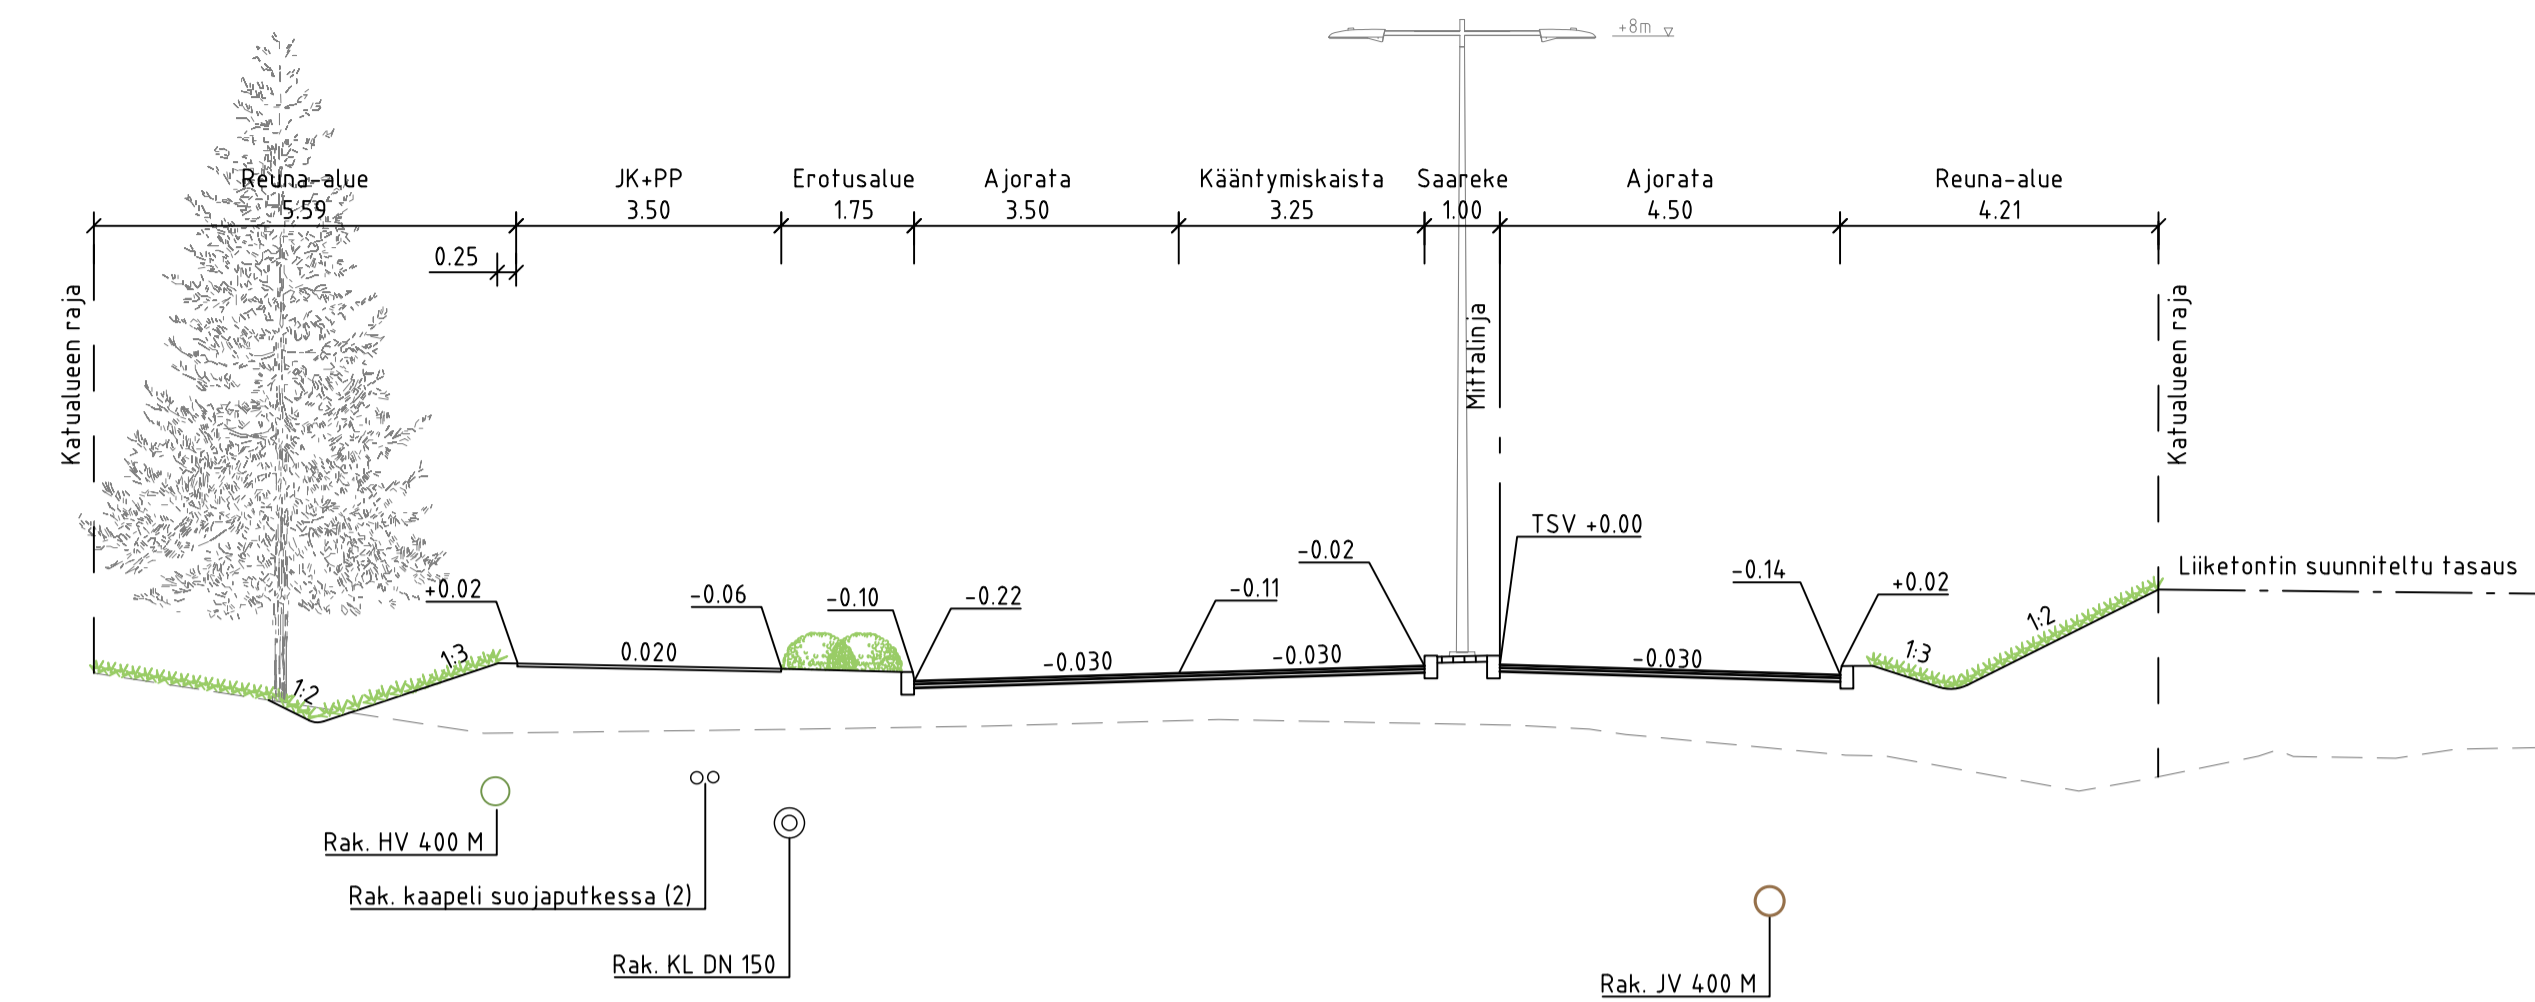 +8m
Reuna-alue
JK+PP
Erotusalue
Ajorata
Kääntymiskaista
Saareke
Ajorata
Reuna-alue
5.59
3.50
1.75
3.50
3.25
1.00
4.50
4.21
0.25
Katualueen raja
Mittalinja
Katualueen raja
TSV +0.00
-0.02
-0.14
Liiketontin suunniteltu tasaus
+0.02
-0.06
-0.10
-0.22
-0.11
+0.02
1:2
1:3
0.020
-0.030
-0.030
-0.030
1:3
1:2
Rak. HV 400 M
Rak. kaapeli suojaputkessa (2)
Rak. KL DN 150
Rak. JV 400 M